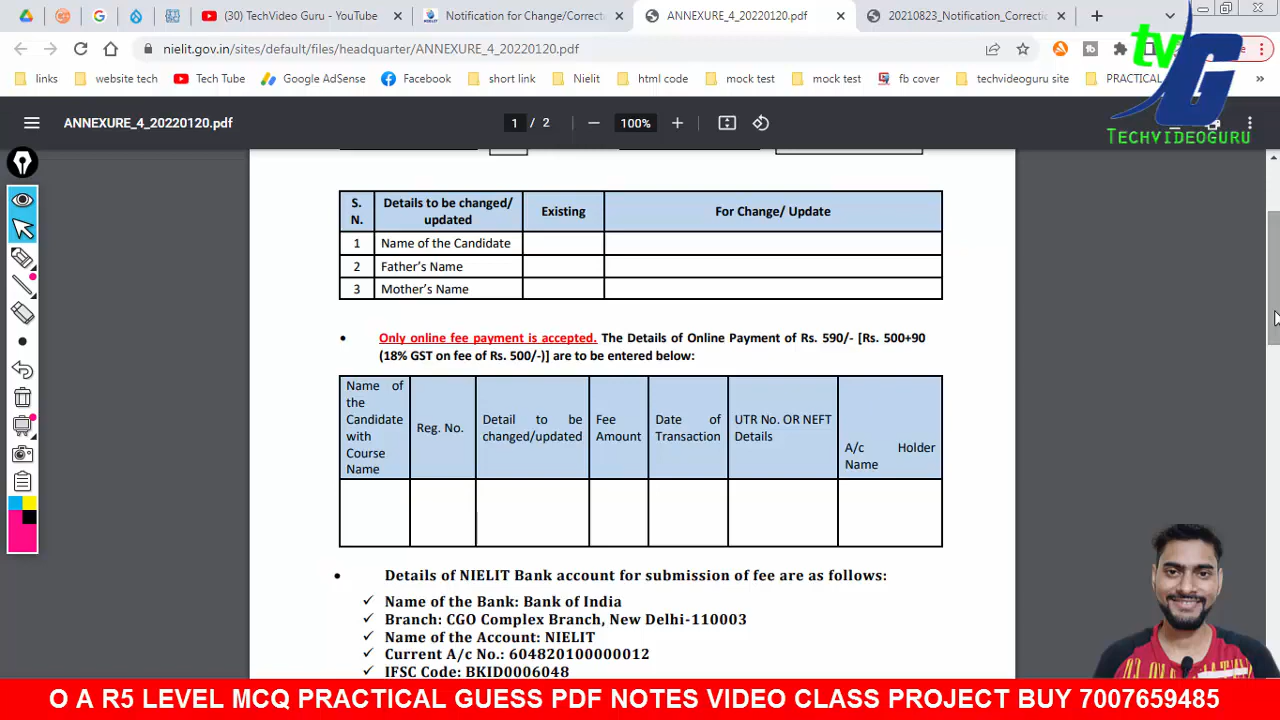 (30) TechVideo Guru - YouTube
Notification for Change/Correct
ANNEXURE_4_20220120.pdf
20210823_Notification_Correcti
nielit.gov.in/sites/default/files/headquarter/ANNEXURE_4_20220120.pdf
links
website tech
Tech Tube
Google AdSense
Facebook
short link
Nielit
html code
mock test
mock test
fb cover
techvideoguru site
PRACTICAL
tvG
TECHVIDEOGURU
ANNEXURE_4_20220120.pdf
1 / 2
100%
S. N.
Details to be changed/ updated
Existing
For Change/ Update
1 Name of the Candidate
2 Father's Name
3 Mother's Name
• Only online fee payment is accepted. The Details of Online Payment of Rs. 590/- [Rs. 500+90
(18% GST on fee of Rs. 500/-)] are to be entered below:
Name of
the
Candidate
with
Course
Name
Reg. No.
Detail to be
changed/updated
Fee
Amount
Date of
Transaction
UTR No. OR NEFT
Details
A/c Holder
Name
• Details of NIELIT Bank account for submission of fee are as follows:
✓ Name of the Bank: Bank of India
✓ Branch: CGO Complex Branch, New Delhi-110003
✓ Name of the Account: NIELIT
✓ Current A/c No.: 604820100000012
✓ IFSC Code: BKID0006048
O A R5 LEVEL MCQ PRACTICAL GUESS PDF NOTES VIDEO CLASS PROJECT BUY 7007659485